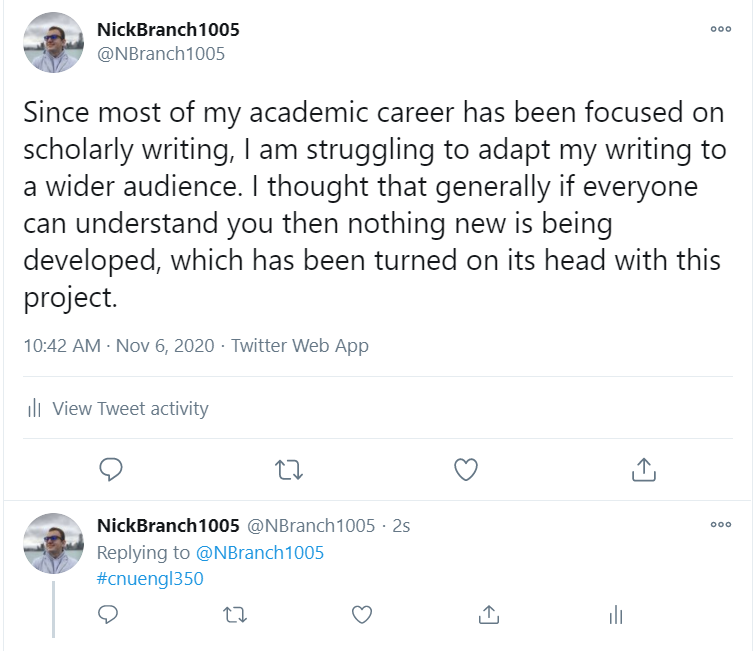 NickBranch1005
@NBranch1005
Since most of my academic career has been focused on
scholarly writing, I am struggling to adapt my writing to
a wider audience. I thought that generally if everyone
can understand you then nothing new is being
developed, which has been turned on its head with this
project.
10:42 AM · Nov 6, 2020 · Twitter Web App
View Tweet activity
NickBranch1005 @NBranch1005 · 2s
Replying to @NBranch1005
#cnuengl350